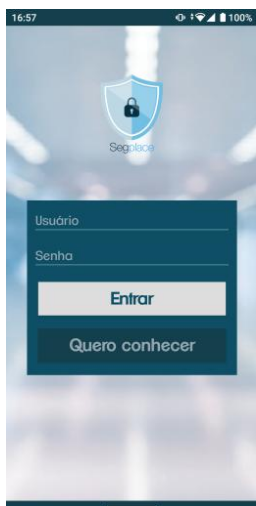 16:57
100%
Segplace
Usuário
Senha
Entrar
Quero conhecer